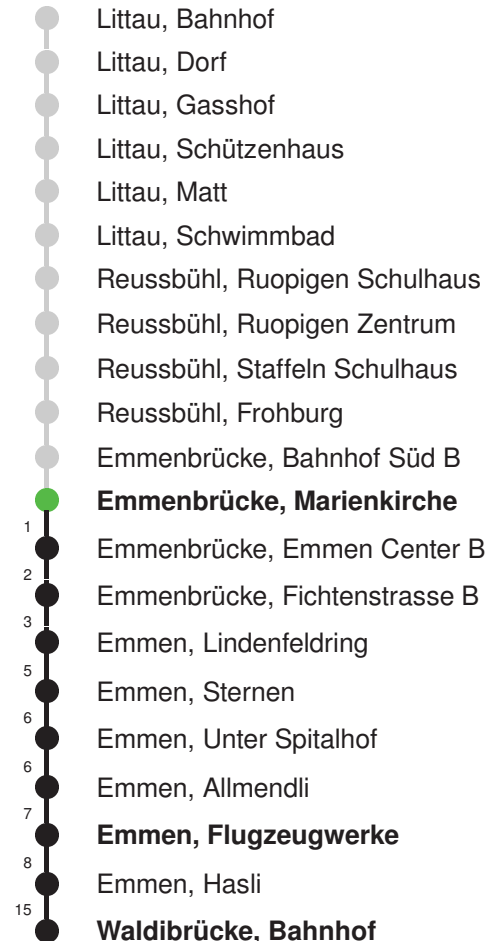 Littau, Bahnhof
Littau, Dorf
Littau, Gasshof
Littau, Schützenhaus
Littau, Matt
Littau, Schwimmbad
Reussbühl, Ruopigen Schulhaus
Reussbühl, Ruopigen Zentrum
Reussbühl, Staffeln Schulhaus
Reussbühl, Frohburg
Emmenbrücke, Bahnhof Süd B
Emmenbrücke, Marienkirche
1 Emmenbrücke, Emmen Center B
2 Emmenbrücke, Fichtenstrasse B
3 Emmen, Lindenfeldring
5 Emmen, Sternen
6 Emmen, Unter Spitalhof
6 Emmen, Allmendli
7 Emmen, Flugzeugwerke
8 Emmen, Hasli
15 Waldibrücke, Bahnhof